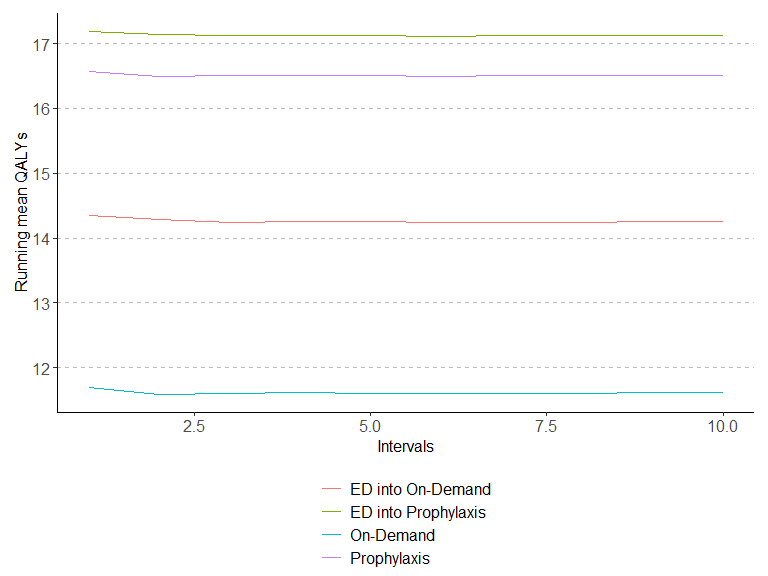 17
16
15
14
13
12
Running mean QALYs
2.5
5.0
7.5
10.0
Intervals
ED into On-Demand
ED into Prophylaxis
On-Demand
Prophylaxis